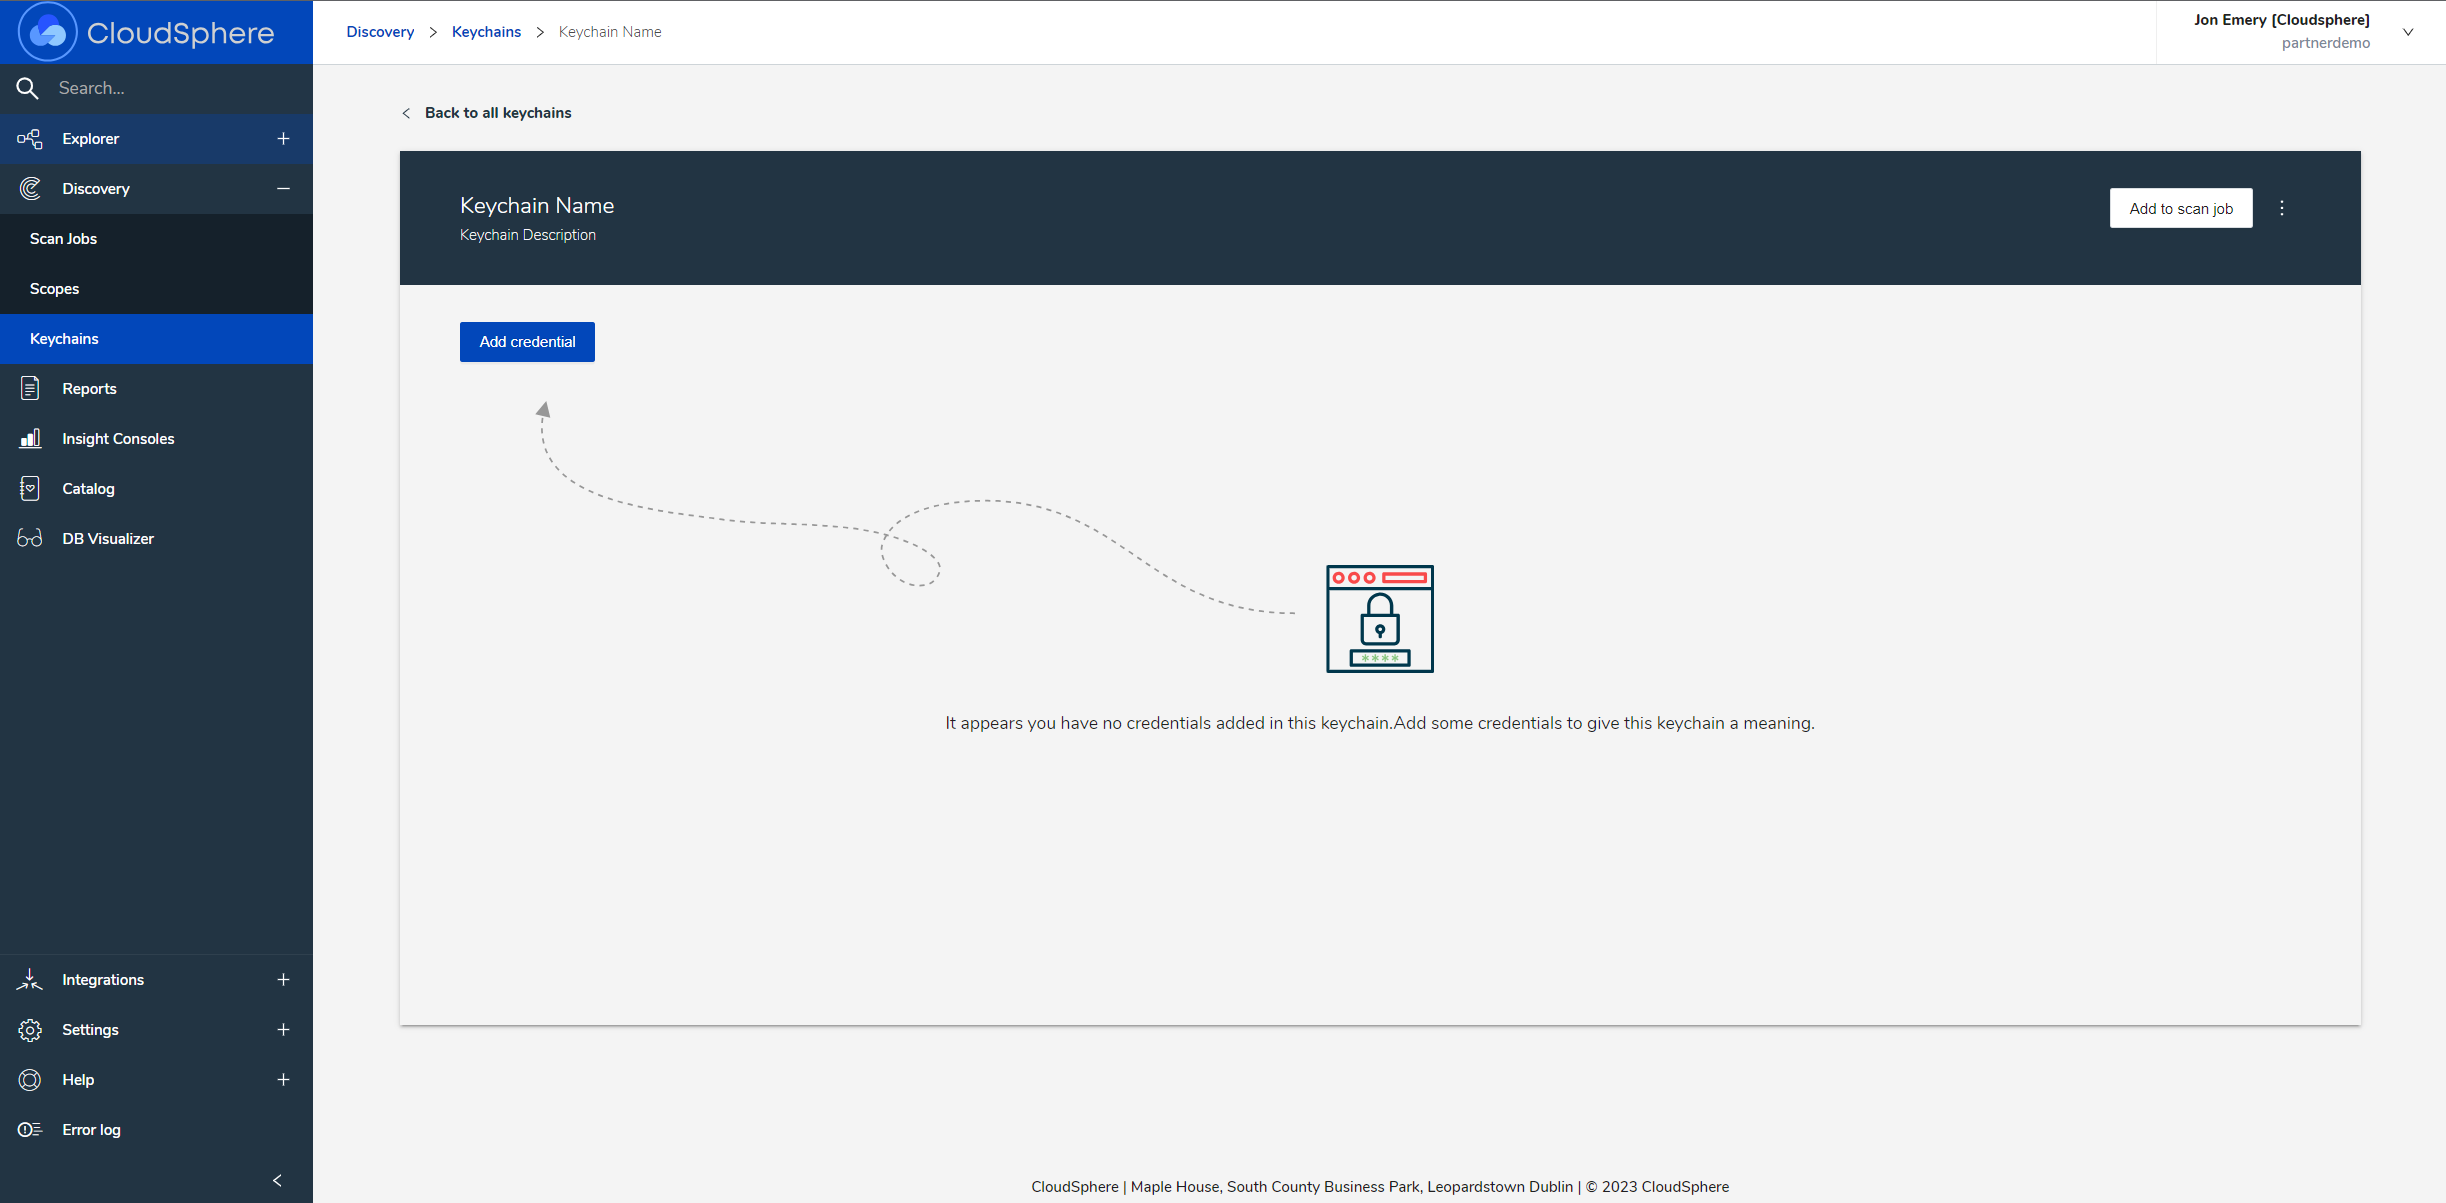 CloudSphere
Discovery > Keychains > Keychain Name
Jon Emery [Cloudsphere]
partnerdemo
Search...
Explorer
Discovery
Scan Jobs
Scopes
Keychains
Reports
Insight Consoles
Catalog
DB Visualizer
Integrations
Settings
Help
Error log
Back to all keychains
Keychain Name
Keychain Description
Add to scan job
Add credential
****
It appears you have no credentials added in this keychain.Add some credentials to give this keychain a meaning.
CloudSphere | Maple House, South County Business Park, Leopardstown Dublin | © 2023 CloudSphere